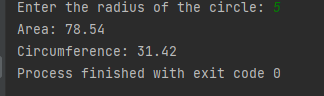 Enter the radius of the circle: 5
Area: 78.54
Circumference: 31.42
Process finished with exit code 0